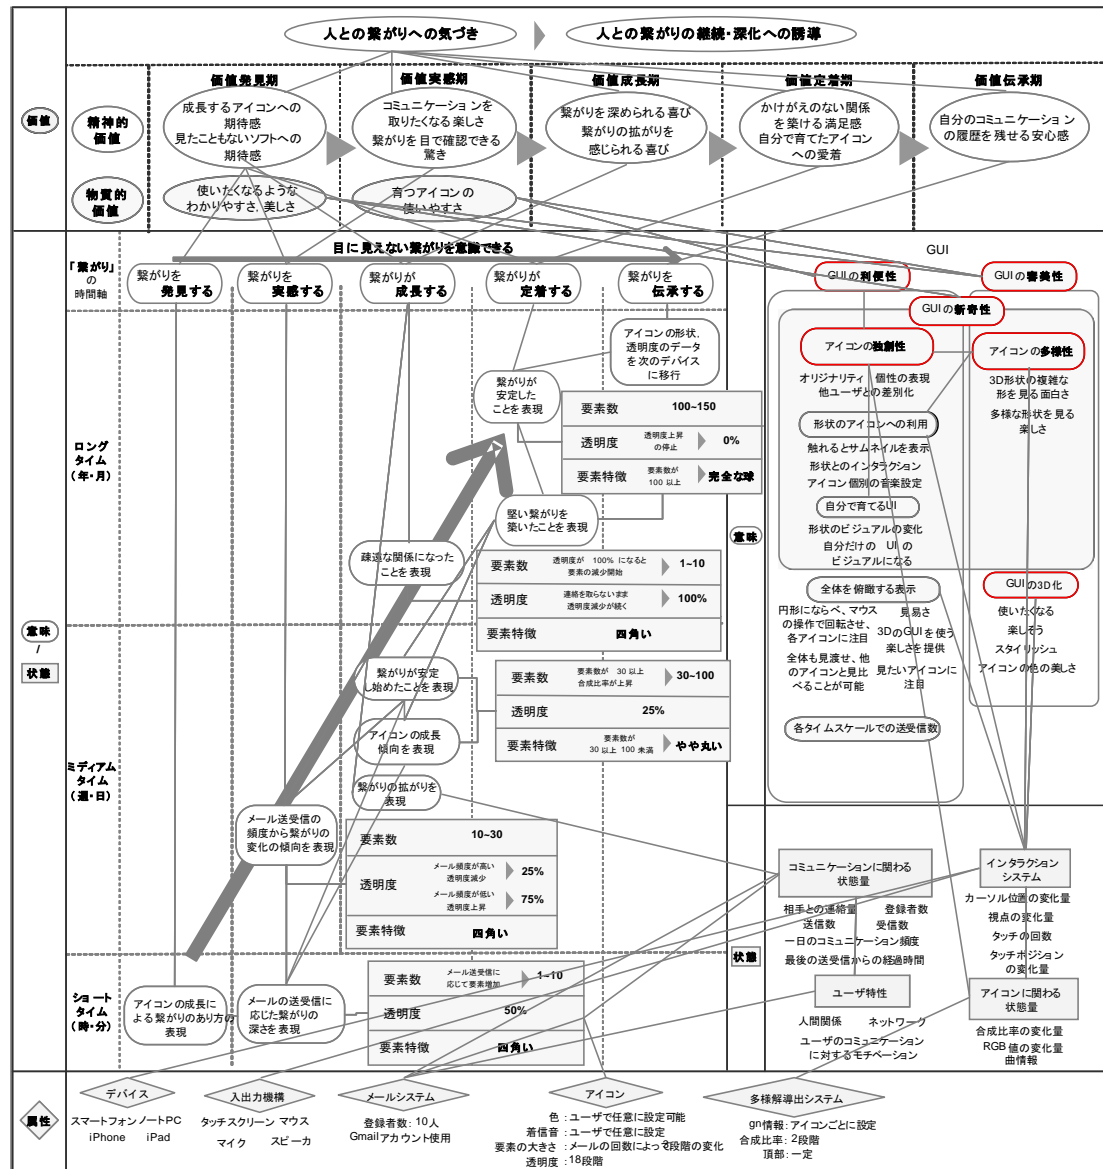 人との繋がりへの気づき
人との繋がりの継続・深化への誘導
価値
精神的
価値
物質的
価値
価値発見期
価値実感期
価値成長期
価値定着期
価値伝承期
成長するアイコンへの
期待感
見たこともないソフトへの
期待感
コミュニケーションを
取りたくなる楽しさ
繋がりを目で確認できる
驚き
繋がりを深められる喜び
繋がりの拡がりを
感じられる喜び
かけがえのない関係
を築ける満足感
自分で育てたアイコン
への愛着
自分のコミュニケーション
の履歴を残せる安心感
使いたくなるような
わかりやすさ,美しさ
育つアイコンの
使いやすさ
意味
/
状態
「繋がり」
の
時間軸
目に見えない繋がりを意識できる
繋がりを
発見する
繋がりを
実感する
繋がりが
成長する
繋がりが
定着する
繋がりを
伝承する
ロング
タイム
(年・月)
アイコンの形状,
透明度のデータ
を次のデバイス
に移行
繋がりが
安定した
ことを表現
要素数
100~150
透明度
透明度上昇
の停止
0%
要素特徴
要素数が
100 以上
完全な球
堅い繋がりを
築いたことを表現
疎遠な関係になった
ことを表現
要素数
透明度が 100% になると
要素の減少開始
1~10
透明度
連絡を取らないまま
透明度減少が続く
100%
要素特徴
四角い
ミディアム
タイム
(週・日)
繋がりが安定
し始めたことを表現
アイコンの成長
傾向を表現
繋がりの拡がりを
表現
要素数
要素数が 30 以上
合成比率が上昇
30~100
透明度
25%
要素特徴
要素数が
30 以上 100 未満
やや丸い
メール送受信の
頻度から繋がりの
変化の傾向を表現
要素数
10~30
透明度
メール頻度が高い
透明度減少
25%
メール頻度が低い
透明度上昇
75%
要素特徴
四角い
ショート
タイム
(時・分)
アイコンの成長に
よる繋がりのあり方の
表現
メールの送受信に
応じた繋がりの
深さを表現
要素数
メール送受信に
応じて要素増加
1~10
透明度
50%
要素特徴
四角い
意味
GUI
GUIの利便性
GUIの審美性
GUIの新奇性
アイコンの独創性
アイコンの多様性
オリジナリティ 個性の表現
他ユーザとの差別化
形状のアイコンへの利用
触れるとサムネイルを表示
形状とのインタラクション
アイコン個別の音楽設定
自分で育てるUI
形状のビジュアルの変化
自分だけの UI の
ビジュアルになる
3D形状の複雑な
形を見る面白さ
多様な形状を見る
楽しさ
全体を俯瞰する表示
円形にならべ、マウス
の操作で回転させ、
各アイコンに注目
全体も見渡せ、他
のアイコンと見比
べることが可能
見易さ
3DのGUIを使う
楽しさを提供
見たいアイコンに
注目
各タイムスケールでの送受信数
GUIの3D化
使いたくなる
楽しそう
スタイリッシュ
アイコンの色の美しさ
状態
コミュニケーションに関わる
状態量
相手との連絡量
登録者数
送信数
受信数
一日のコミュニケーション頻度
最後の送受信からの経過時間
ユーザ特性
人間関係
ネットワーク
ユーザのコミュニケーション
に対するモチベーション
インタラクション
システム
カーソル位置の変化量
視点の変化量
タッチの回数
タッチポジション
の変化量
アイコンに関わる
状態量
合成比率の変化量
RGB 値の変化量
曲情報
属性
デバイス
スマートフォン ノートPC
iPhone iPad
入出力機構
タッチスクリーン マウス
マイク スピーカ
メールシステム
登録者数: 10人
Gmailアカウント使用
アイコン
色 : ユーザで任意に設定可能
着信音 : ユーザで任意に設定
要素の大きさ : メールの回数によって3段階の変化
透明度 : 18段階
多様解導出システム
gn情報: アイコンごとに設定
合成比率: 2段階
頂部: 一定